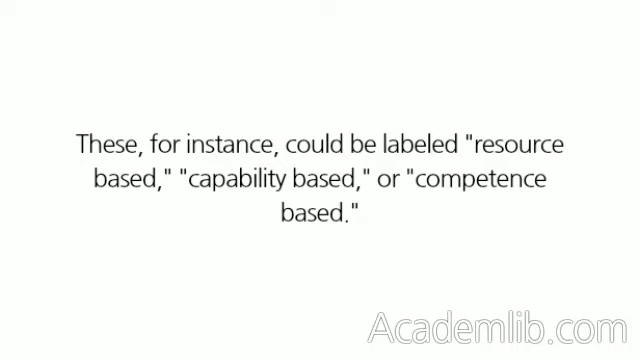 These, for instance, could be labeled "resource
based," "capability based," or "competence
based."
Academlib.com